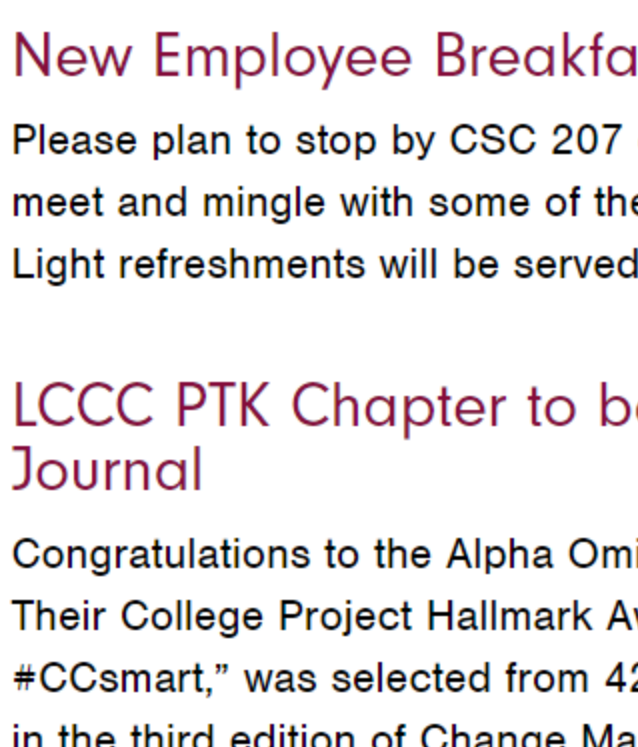 New Employee Breakfa
Please plan to stop by CSC 207
meet and mingle with some of the
Light refreshments will be served
LCCC PTK Chapter to be
Journal
Congratulations to the Alpha Omi
Their College Project Hallmark Aw
#CCsmart,” was selected from 42
in the third edition of Change Ma